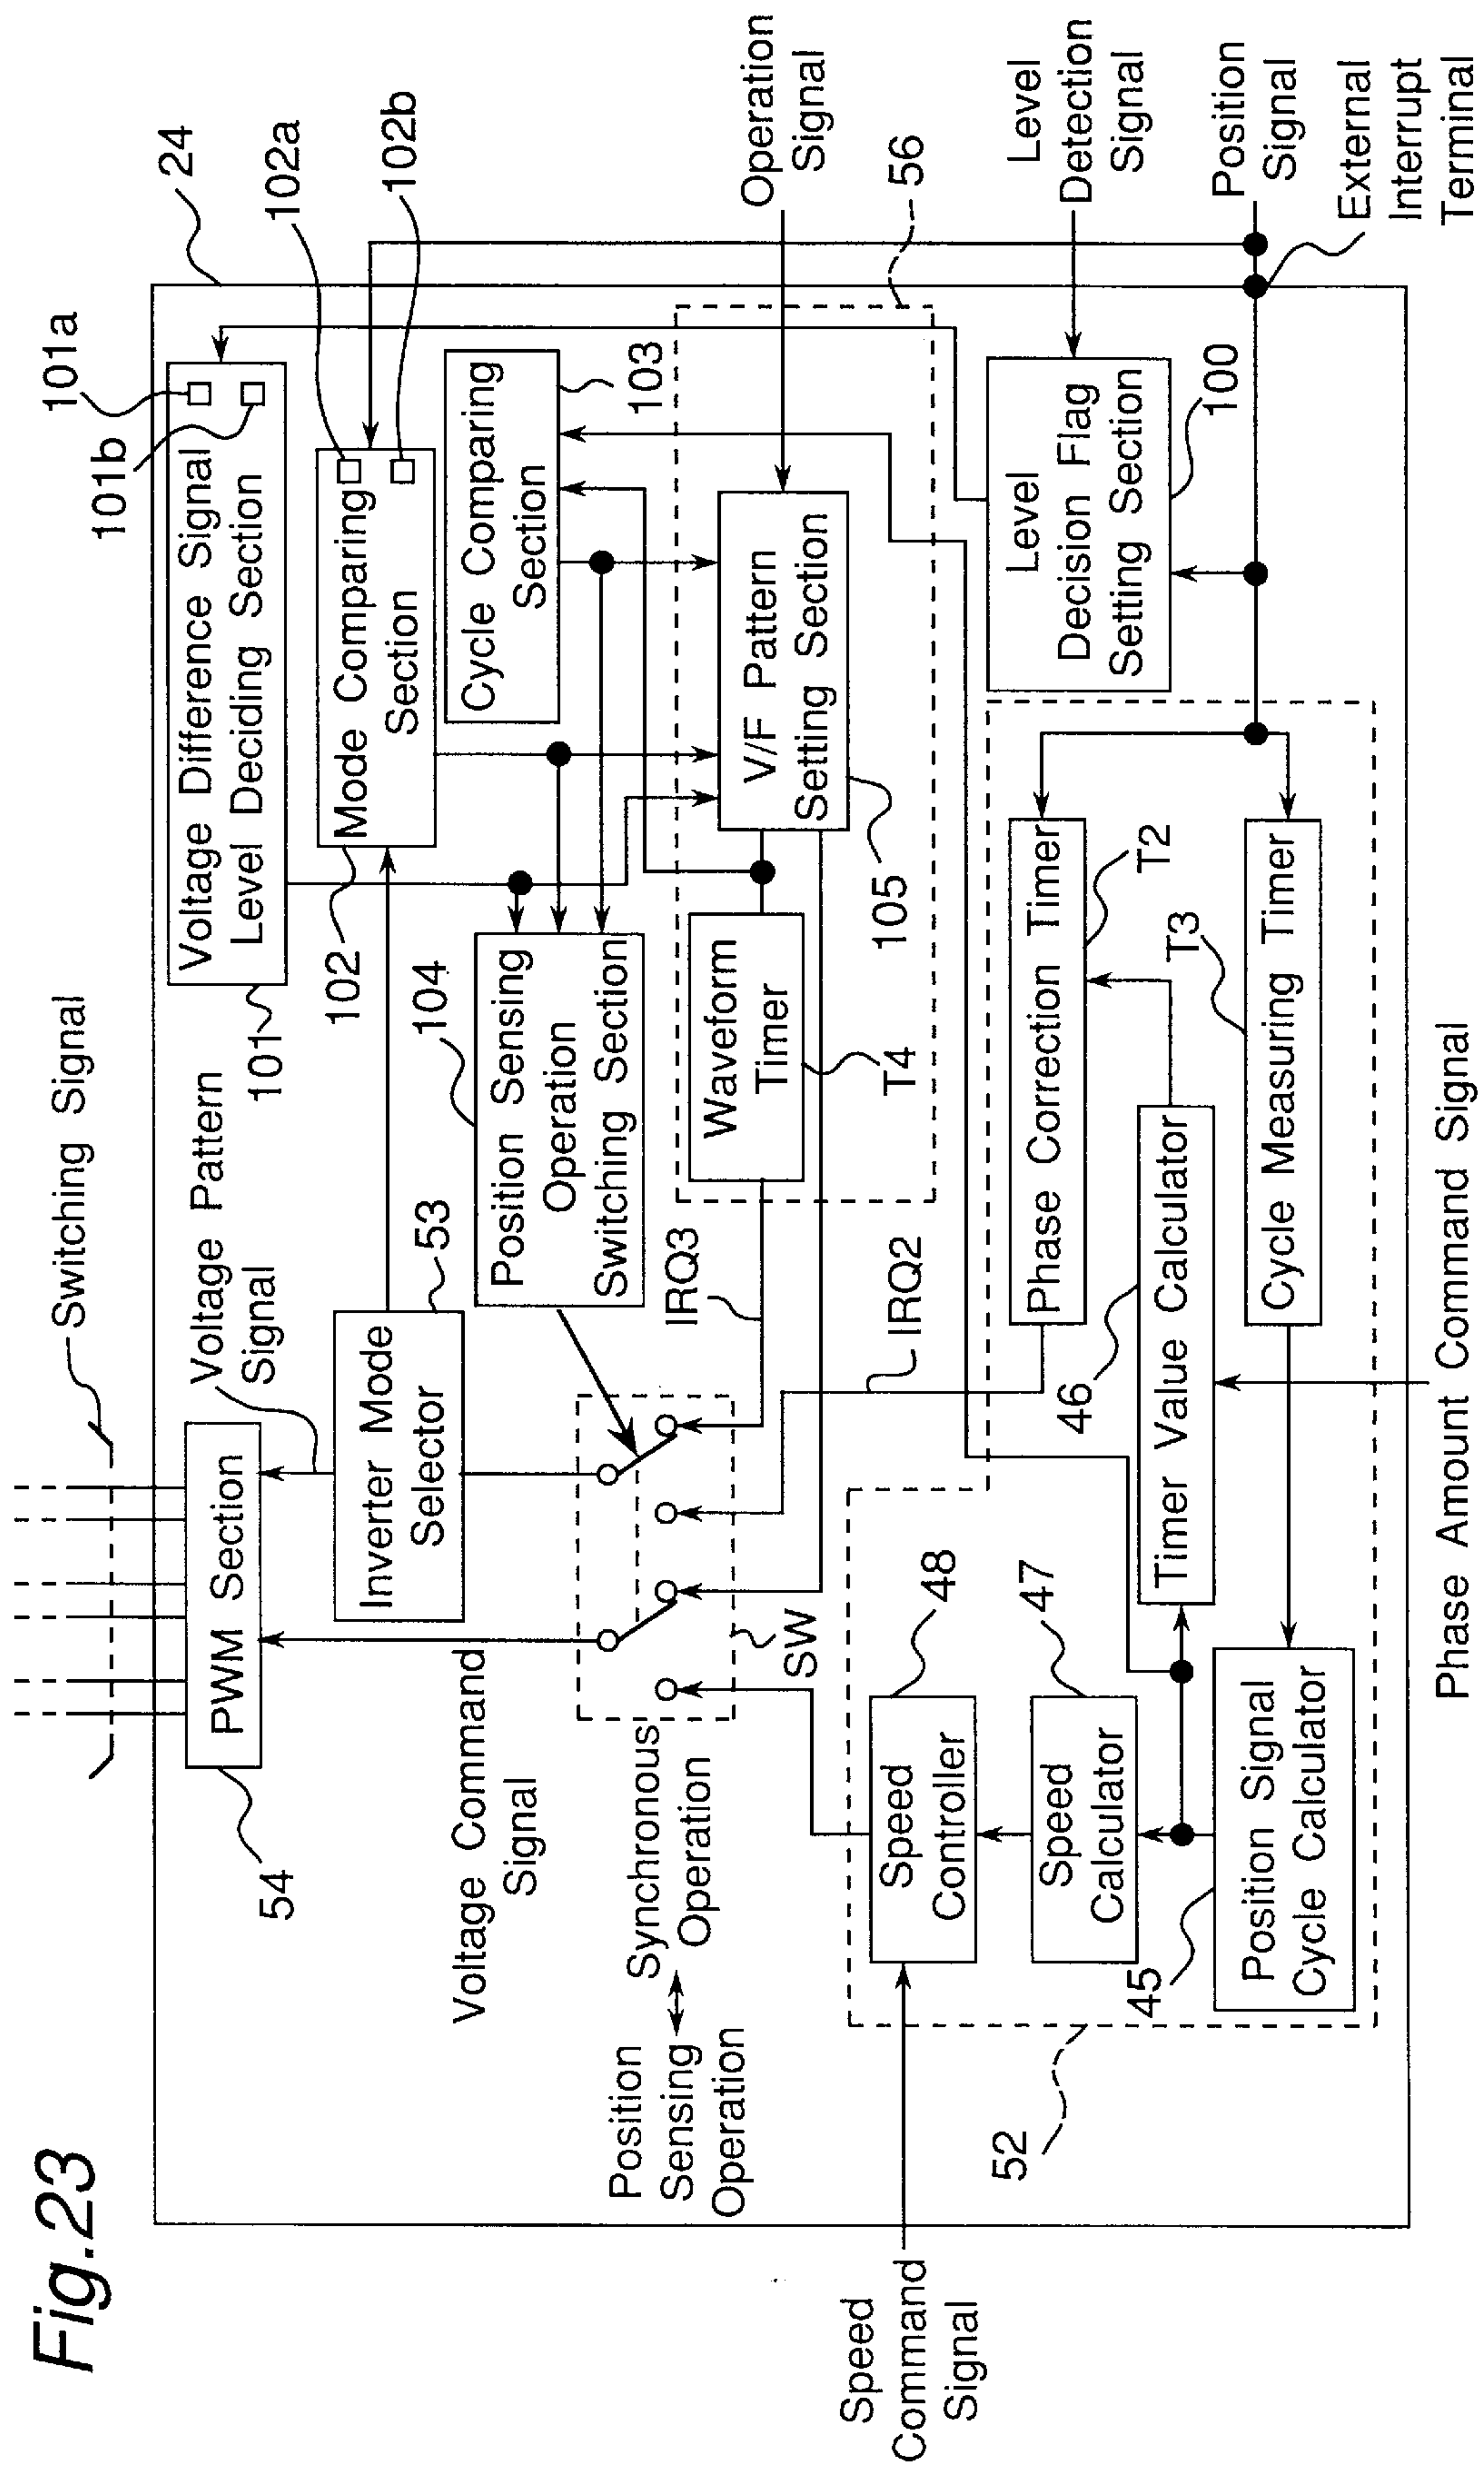 Fig.23
Switching Signal
54
PWM Section
Voltage Pattern
Signal
101
Voltage Difference Signal
Level Deciding Section
101a
101b
24
Voltage Command
Signal
Inverter Mode
Selector
53
102
Mode Comparing
Section
102a
102b
104
Position Sensing
Operation
Switching Section
Cycle Comparing
Section
103
Position
Sensing
Operation
Synchronous
Operation
SW
IRQ3
IRQ2
Waveform
Timer
T4
V/F Pattern
Setting Section
105
Operation
Signal
56
Speed
Command
Signal
52
Speed
Controller
48
Speed
Calculator
47
45
Position Signal
Cycle Calculator
Phase Correction Timer
T2
46
Timer Value Calculator
T3
Cycle Measuring Timer
Level
Decision Flag
Setting Section
100
Level
Detection
Signal
Position
Signal
External
Interrupt
Terminal
Phase Amount Command Signal